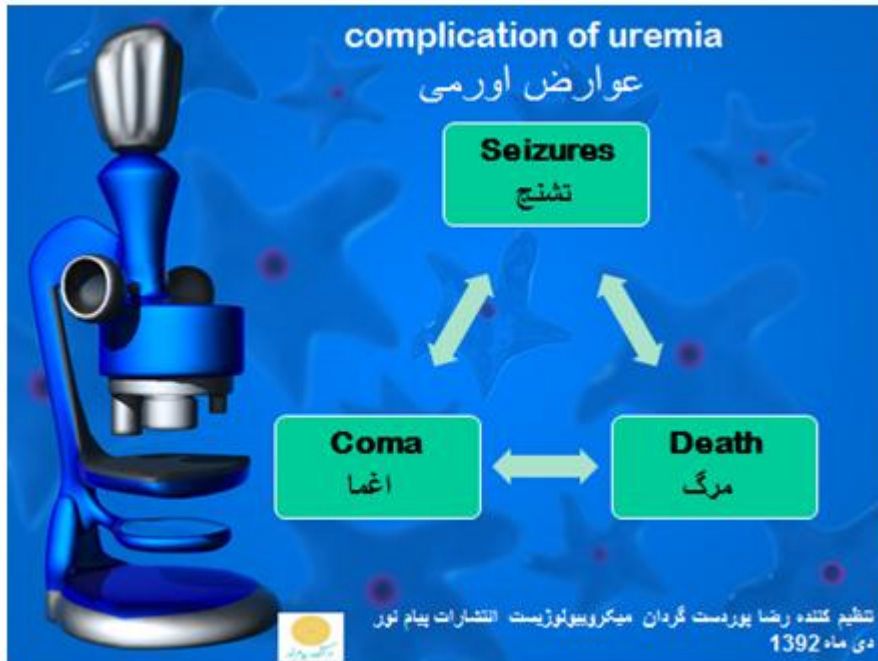 complication of uremia
عوارض اورمی
Seizures
تشنج
Coma
اغما
Death
مرگ
تنظیم کننده رضا پوردست گردان میکروبیولوژیست انتشارات پیام نور
دی ماه 1392